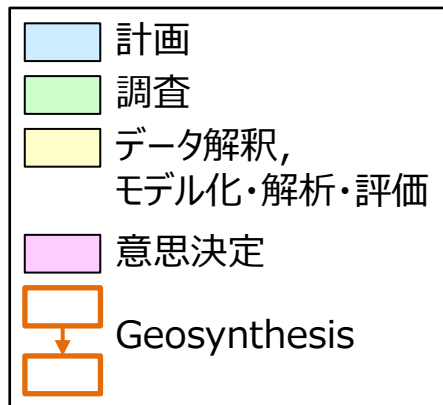 計画
調査
データ解釈,
モデル化・解析・評価
意思決定
Geosynthesis